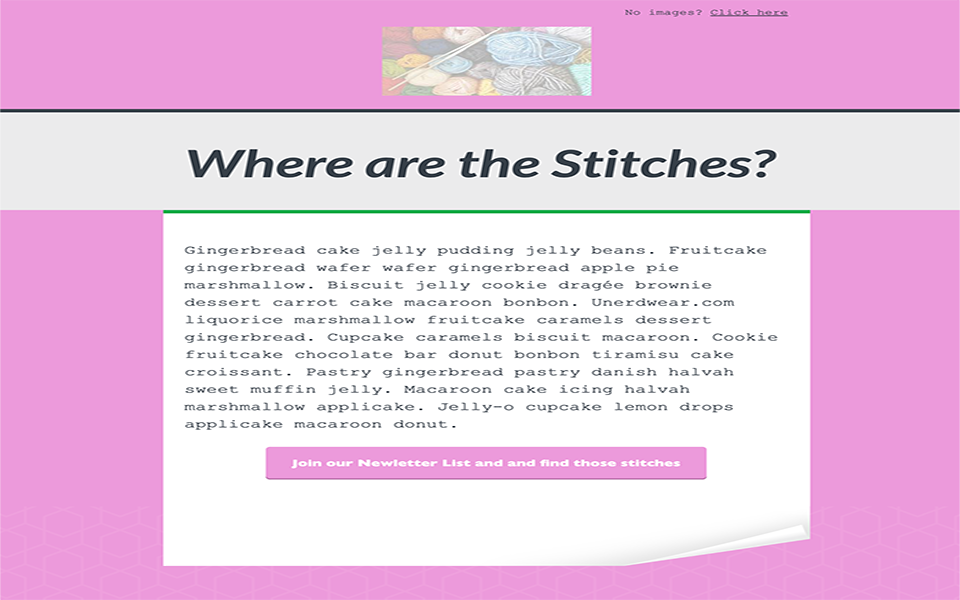 No images? Click here
Where are the Stitches?
Gingerbread cake jelly pudding jelly beans. Fruitcake
gingerbread wafer wafer gingerbread apple pie
marshmallow. Biscuit jelly cookie dragée brownie
dessert carrot cake macaroon bonbon. Unerdwear.com
liquorice marshmallow fruitcake caramels dessert
gingerbread. Cupcake caramels biscuit macaroon. Cookie
fruitcake chocolate bar donut bonbon tiramisu cake
croissant. Pastry gingerbread pastry danish halvah
sweet muffin jelly. Macaroon cake icing halvah
marshmallow applicake. Jelly-o cupcake lemon drops
applicake macaroon donut.
Join our Newletter List and and find those stitches